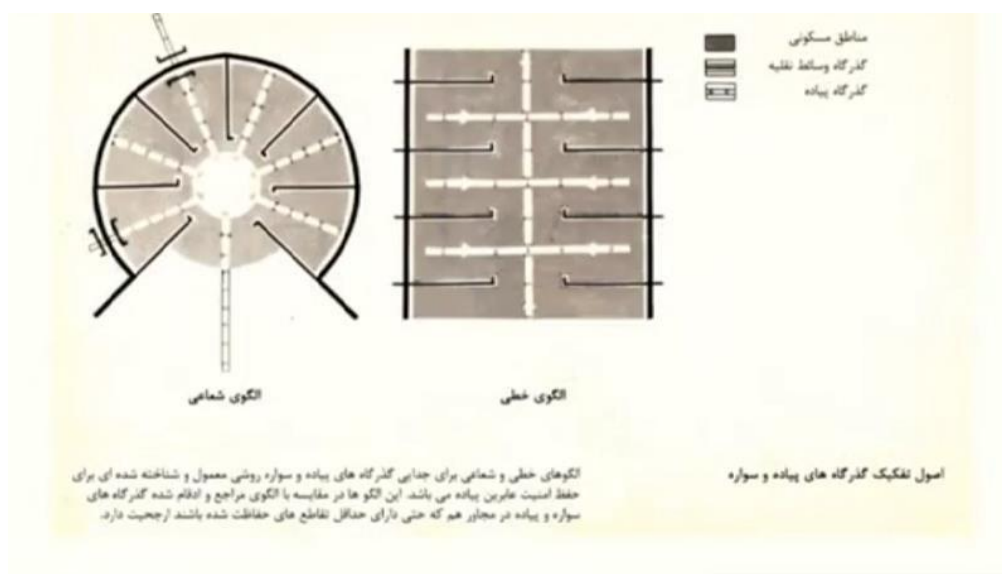 مناطق مسکونی
گذرگاه وسائط نقلیه
گذرگاه پیاده
الگوی خطی
الگوی شعاعی
اصول تفکیک گذرگاه های پیاده و سواره
الگوهای خطی و شعاعی برای جدایی گذرگاه های پیاده و سواره روشی معمول و شناخته شده ای برای
حفظ امنیت عابرین پیاده می باشد. این الگو ها در مقایسه با الگوی مراجع و ادغام شده گذرگاه های
سواره و پیاده در مجاور هم که حتی دارای حداقل تقاطع های حفاظت شده باشند ارجحیت دارد.